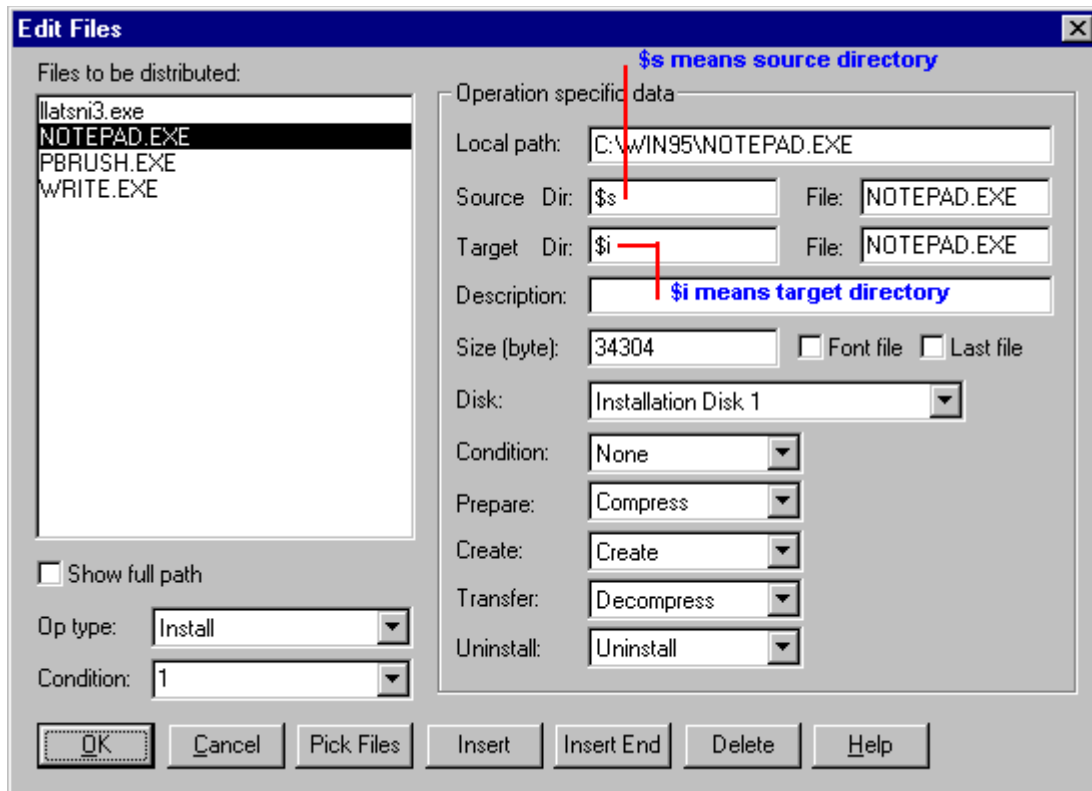 Edit Files
Files to be distributed:
$s means source directory
llatsni3.exe
NOTEPAD.EXE
PBRUSH.EXE
WRITE.EXE
Operation specific data
Local path: C:\WIN95\NOTEPAD.EXE
Source Dir: $s File: NOTEPAD.EXE
Target Dir: $i File: NOTEPAD.EXE
Description: $i means target directory
Size (byte): 34304 Font file Last file
Disk: Installation Disk 1
Condition: None
Prepare: Compress
Create: Create
Transfer: Decompress
Uninstall: Uninstall
Show full path
Op type: Install
Condition: 1
OK Cancel Pick Files Insert Insert End Delete Help